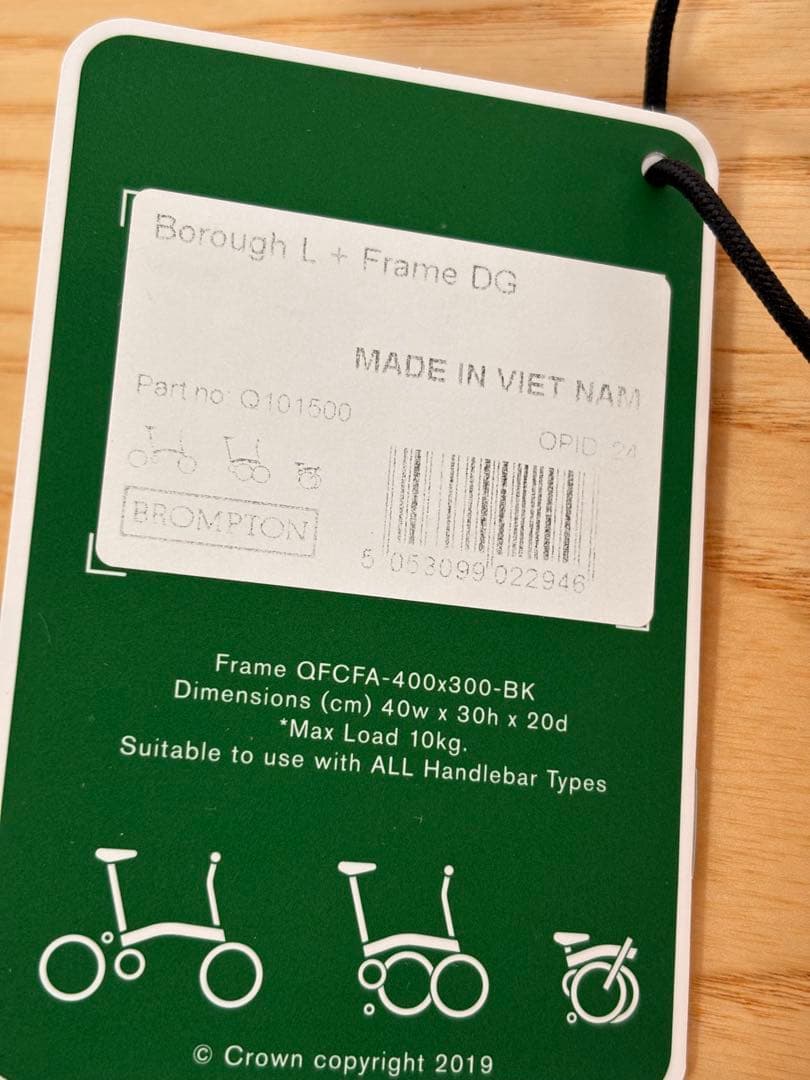 Borough L + Frame DG
MADE IN VIET NAM
Part no Q101500
OPID 24
BROMPTON
5 053099 022946
Frame QFCFA-400x300-BK
Dimensions (cm) 40w x 30h x 20d
*Max Load 10kg.
Suitable to use with ALL Handlebar Types
© Crown copyright 2019